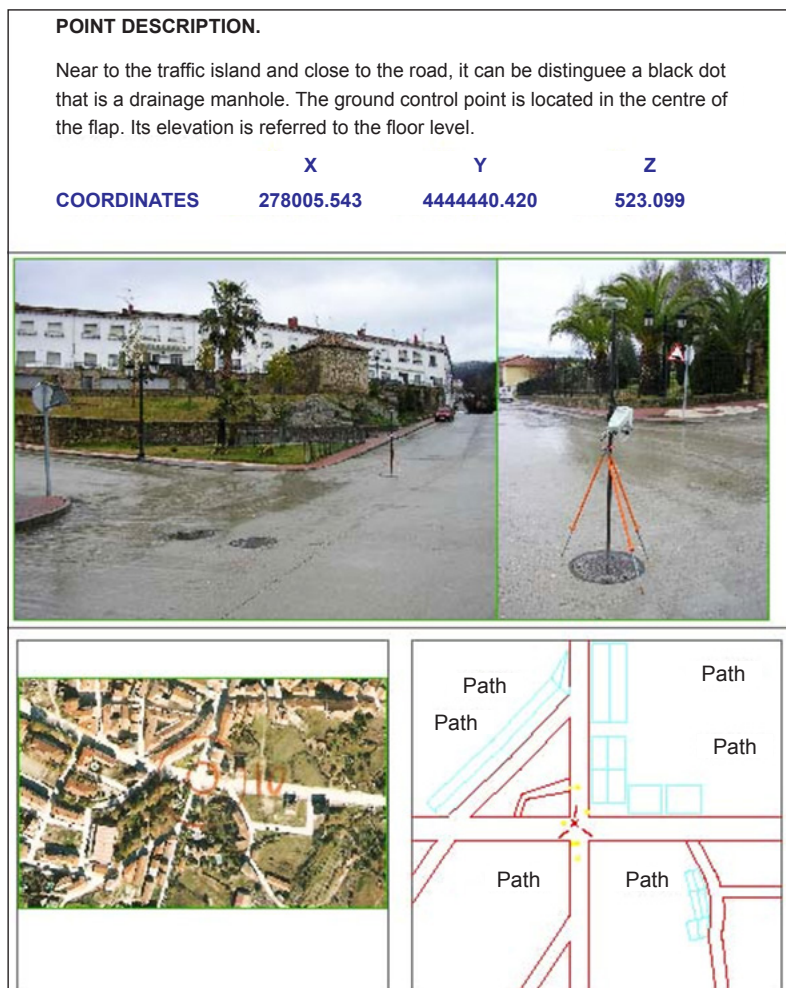 POINT DESCRIPTION.
Near to the traffic island and close to the road, it can be distinguee a black dot
that is a drainage manhole. The ground control point is located in the centre of
the flap. Its elevation is referred to the floor level.
X Y Z
COORDINATES 278005.543 4444440.420 523.099
Path
Path
Path
Path
Path
Path